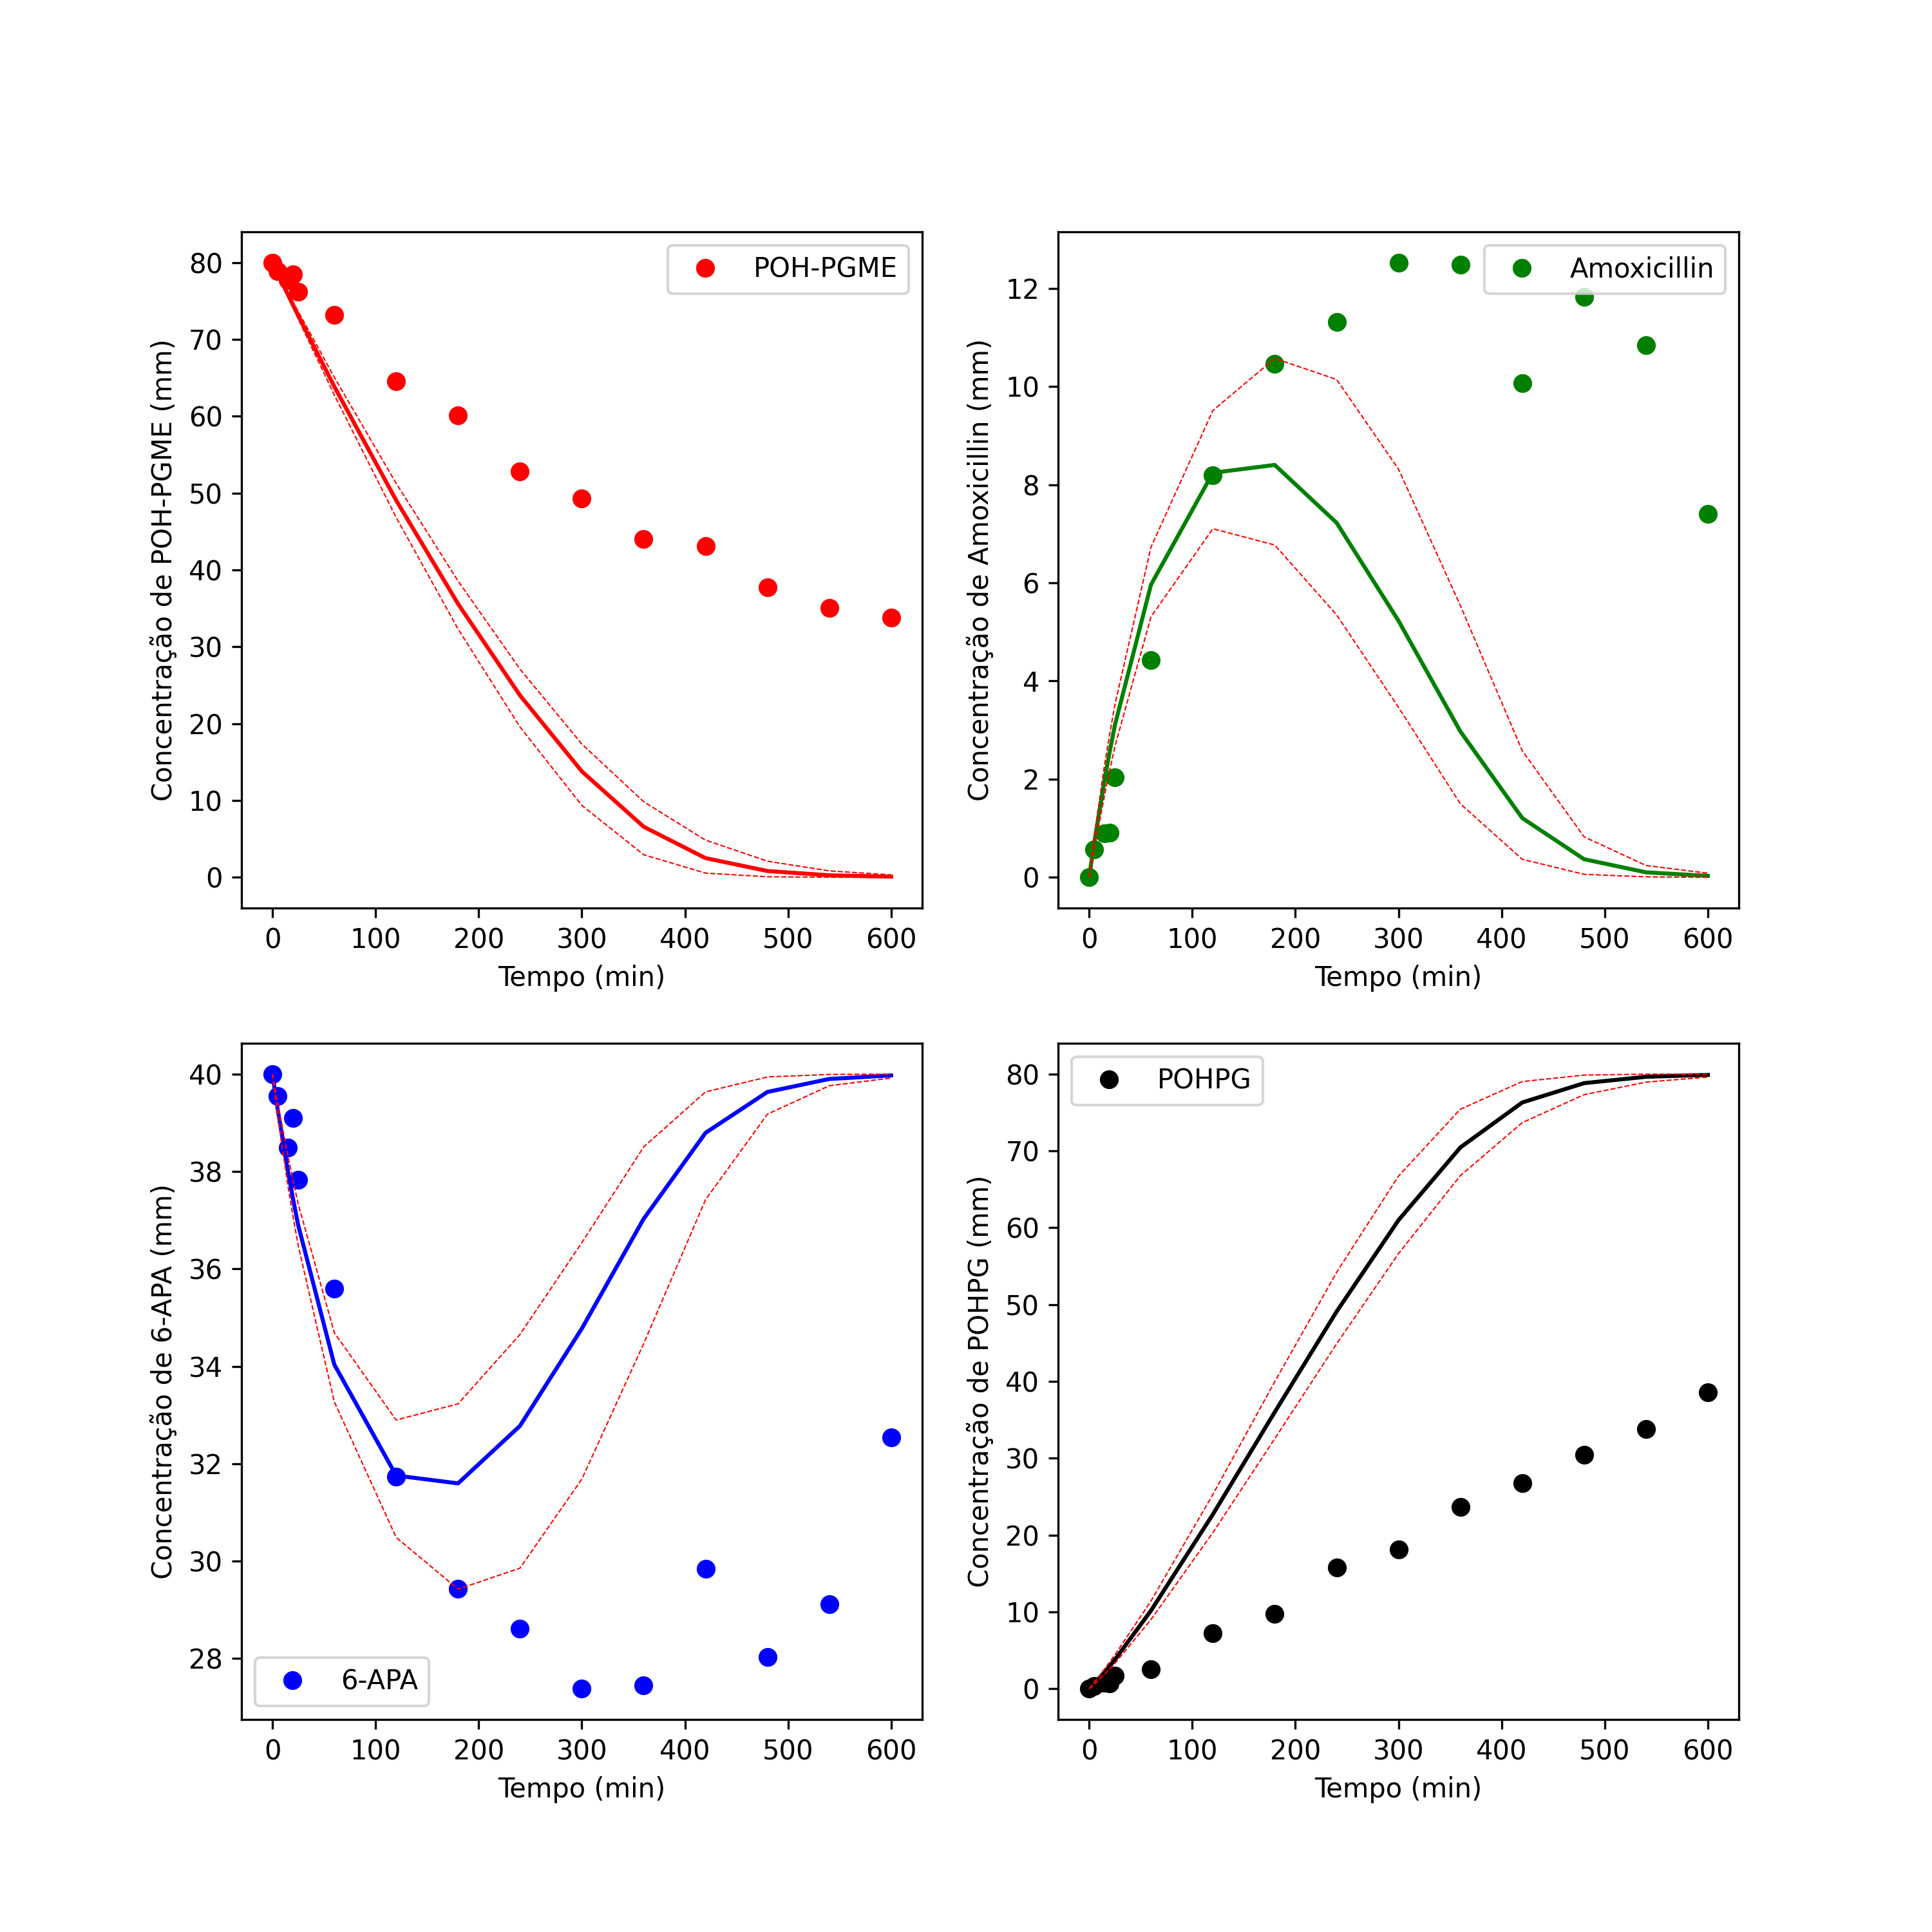 POH-PGME
Concentração de POH-PGME (mm)
80
70
60
50
40
30
20
10
0
0 100 200 300 400 500 600
Tempo (min)
Amoxicillin
Concentração de Amoxicillin (mm)
12
10
8
6
4
2
0
0 100 200 300 400 500 600
Tempo (min)
6-APA
Concentração de 6-APA (mm)
40
38
36
34
32
30
28
0 100 200 300 400 500 600
Tempo (min)
POHPG
Concentração de POHPG (mm)
80
70
60
50
40
30
20
10
0
0 100 200 300 400 500 600
Tempo (min)